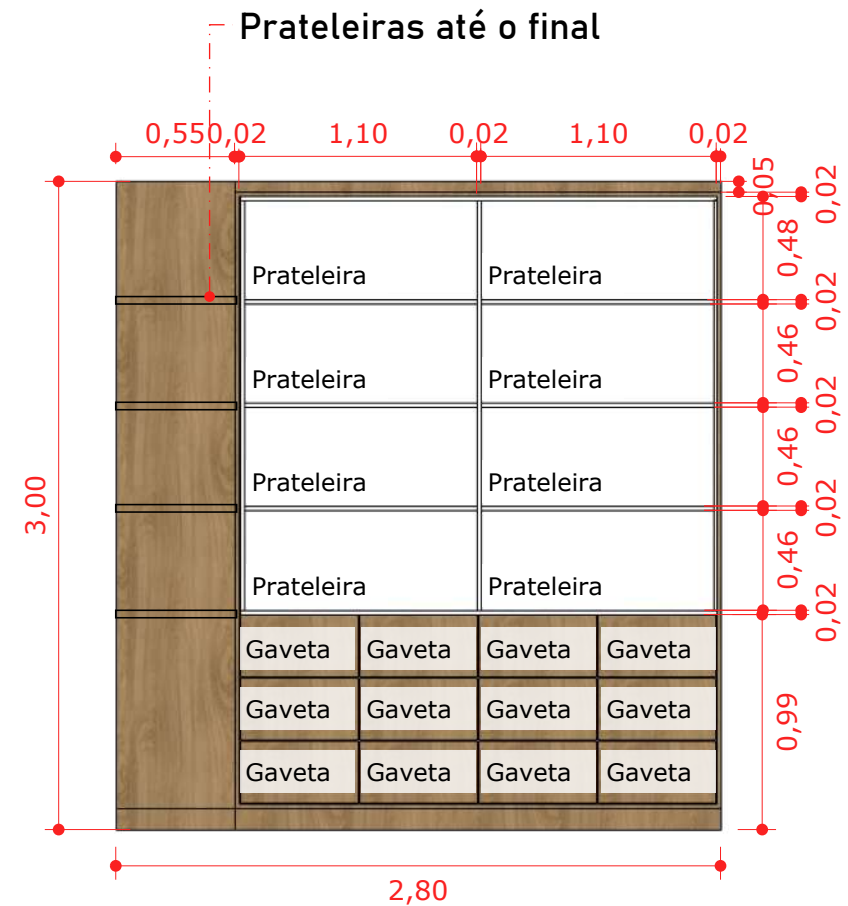 Prateleiras até o final
0,55 0,02 1,10 0,02 1,10 0,02
0,05
0,02
0,48
Prateleira Prateleira
0,02
0,46
Prateleira Prateleira
0,02
0,46
Prateleira Prateleira
0,02
3,00
0,46
Prateleira Prateleira
0,02
Gaveta Gaveta Gaveta Gaveta
Gaveta Gaveta Gaveta Gaveta
0,99
Gaveta Gaveta Gaveta Gaveta
2,80